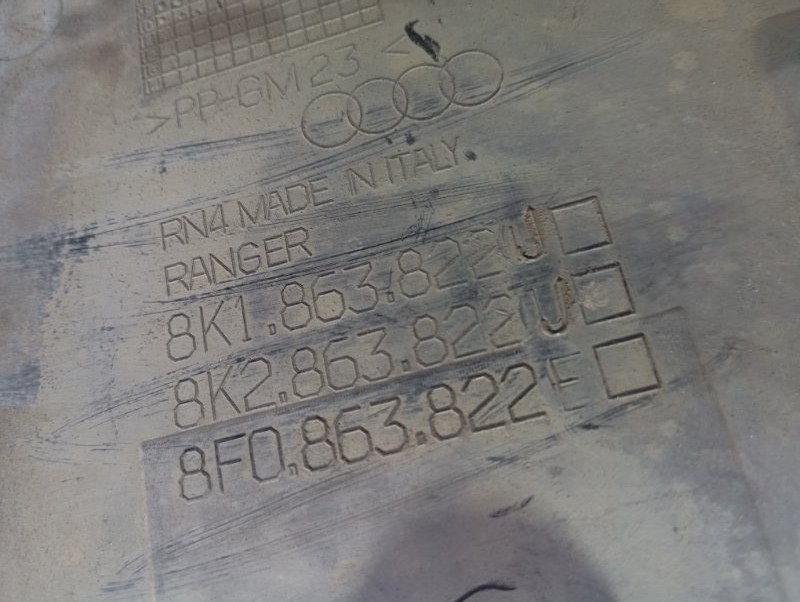 >PP-GM23<
RN4 MADE IN ITALY
RANGER
8K1.863.822 J
8K2.863.822 J
8F0.863.822 E